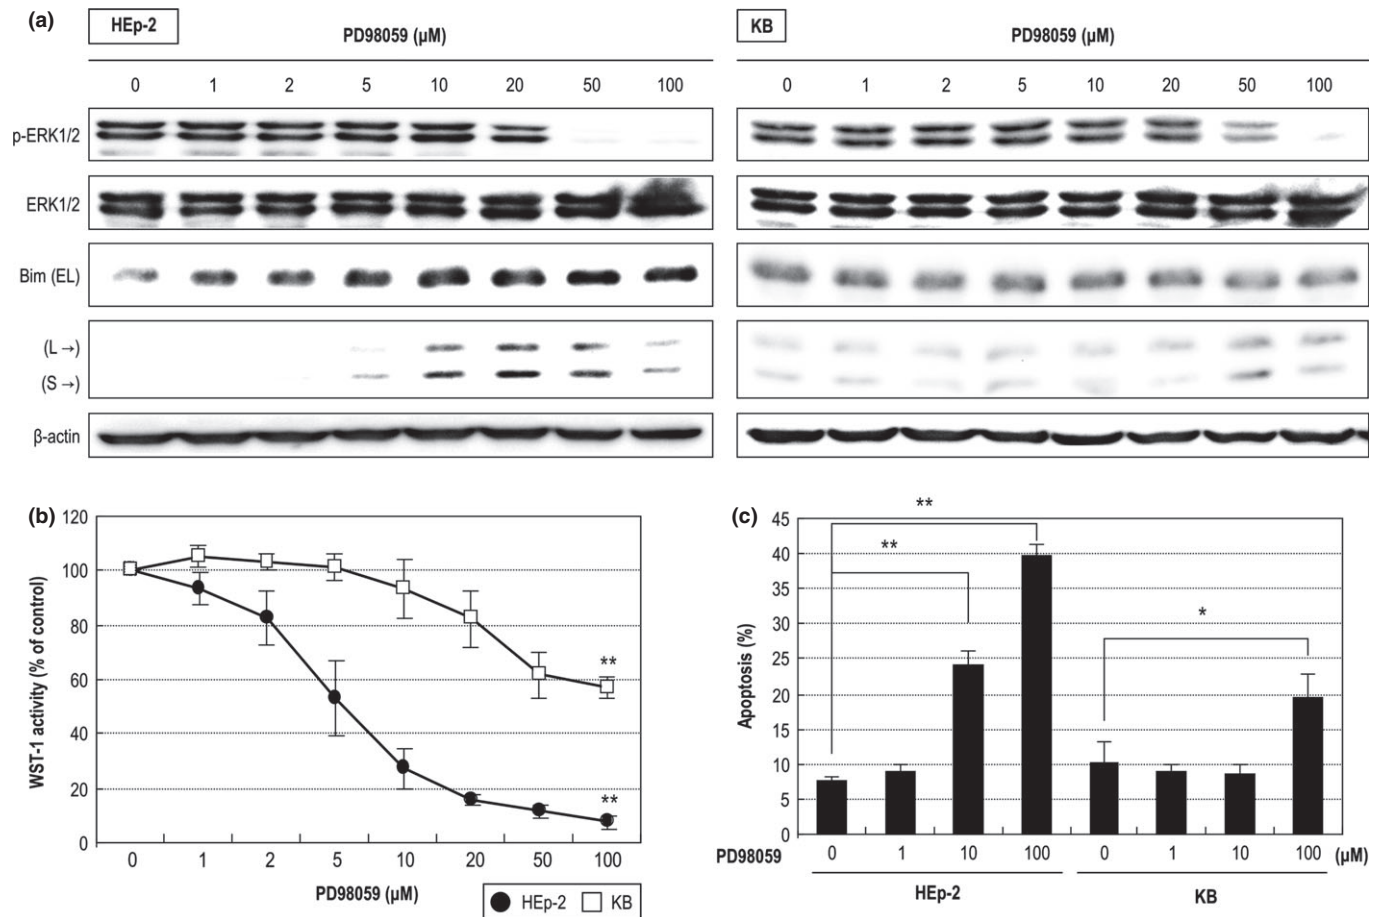 (a) HEp-2 KB
PD98059 (µM) PD98059 (µM)
0 1 2 5 10 20 50 100 0 1 2 5 10 20 50 100
p-ERK1/2
ERK1/2
Bim (EL)
(L →)
(S →)
β-actin
(b)
WST-1 activity (% of control)
120
100
80
60
40
20
0
**
**
0 1 2 5 10 20 50 100
PD98059 (µM)
HEp-2 KB
(c)
Apoptosis (%)
45
40
35
30
25
20
15
10
5
0
**
**
*
PD98059 0 1 10 100 0 1 10 100 (µM)
HEp-2 KB